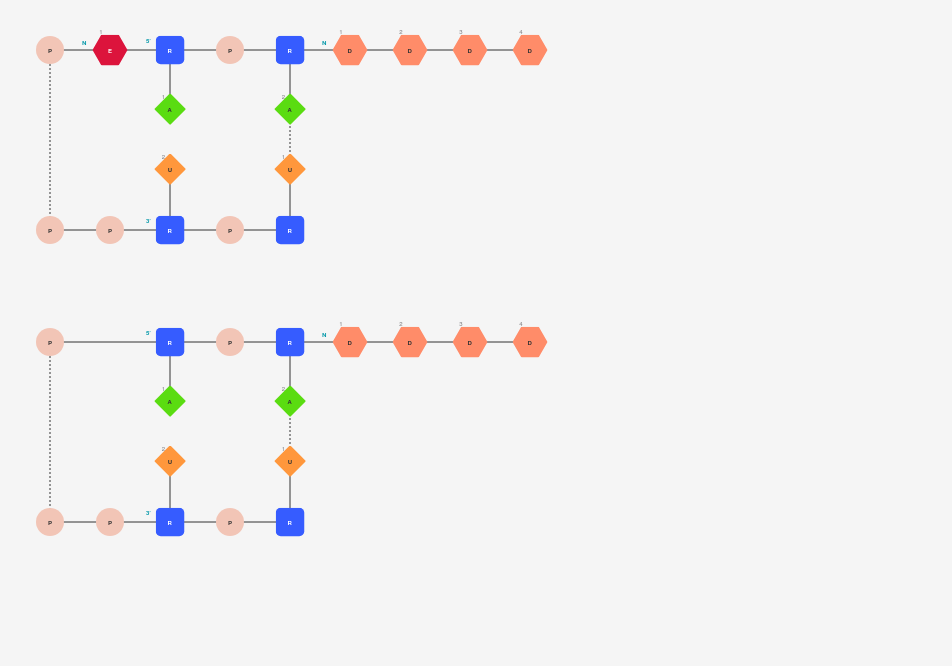 1 5' N 1 2 3 4
P N E R P R D D D D
1 2
A A
2 1
U U
3'
P P R P R
5' N 1 2 3 4
P R P R D D D D
1 2
A A
2 1
U U
3'
P P R P R